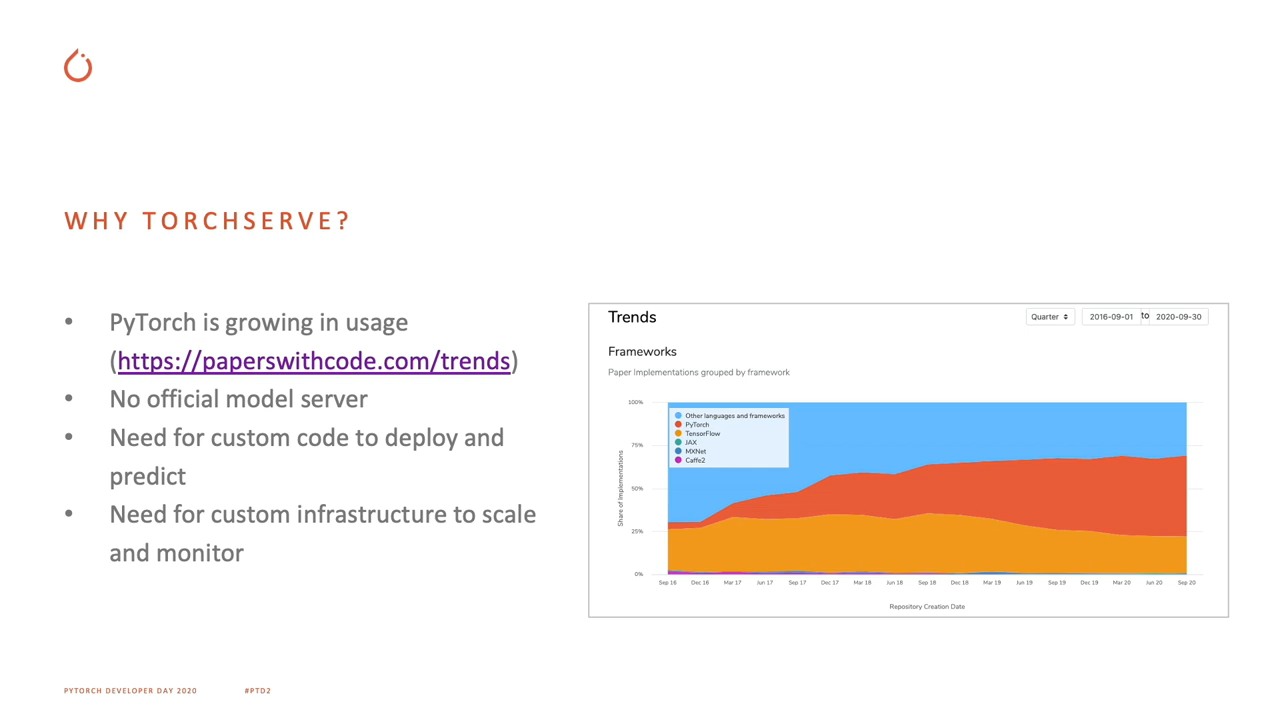 WHY TORCHSERVE?
• PyTorch is growing in usage
(https://paperswithcode.com/trends)
• No official model server
• Need for custom code to deploy and
predict
• Need for custom infrastructure to scale
and monitor
Trends
Quarter 2016-09-01 to 2020-09-30
Frameworks
Paper Implementations grouped by framework
100%
75%
50%
25%
0%
Share of Implementations
Other languages and frameworks
PyTorch
TensorFlow
JAX
MXNet
Caffe2
Sep 16 Dec 16 Mar 17 Jun 17 Sep 17 Dec 17 Mar 18 Jun 18 Sep 18 Dec 18 Mar 19 Jun 19 Sep 19 Dec 19 Mar 20 Jun 20 Sep 20
Repository Creation Date
PYTORCH DEVELOPER DAY 2020 #PTD2